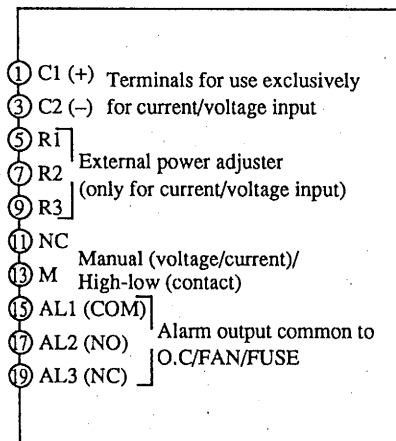 ① C1 (+) Terminals for use exclusively
③ C2 (–) for current/voltage input
⑤ R1
⑦ R2 External power adjuster
(only for current/voltage input)
⑨ R3
⑪ NC
Manual (voltage/current)/
⑬ M High-low (contact)
⑮ AL1 (COM)
⑰ AL2 (NO) Alarm output common to
O.C/FAN/FUSE
⑲ AL3 (NC)